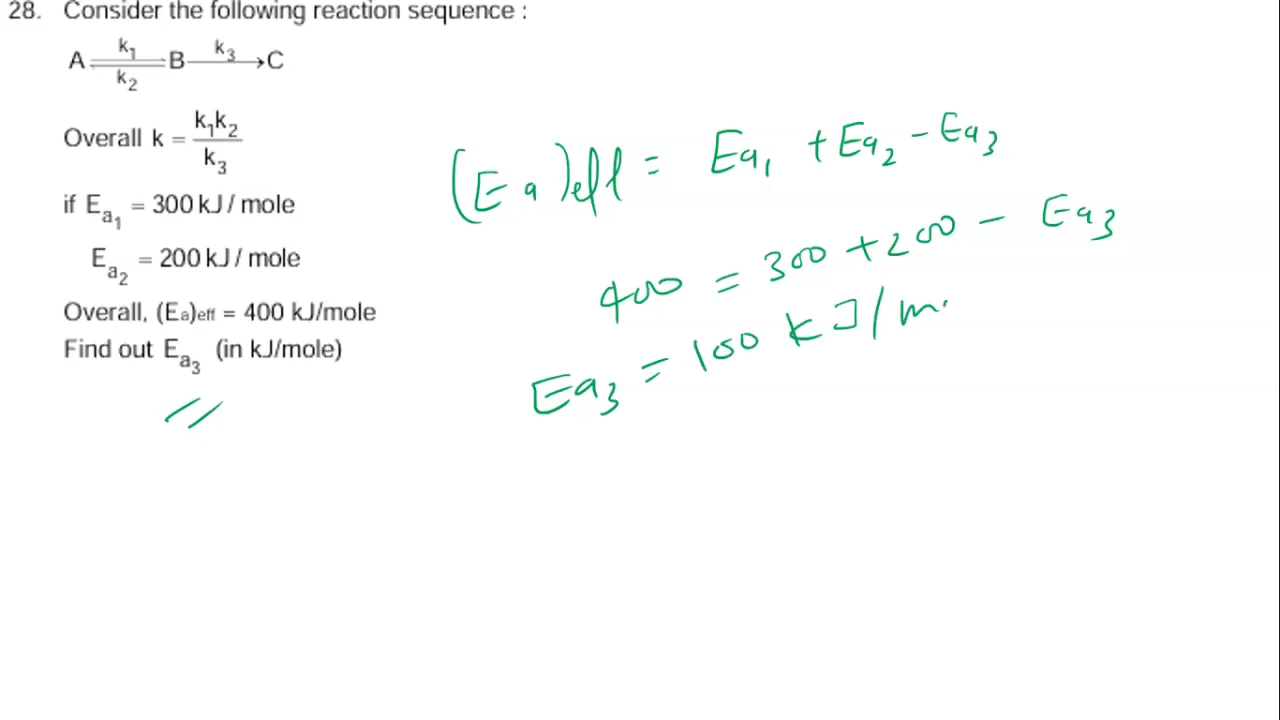 28. Consider the following reaction sequence :
A ⇌ B → C
k₁
k₂
k₃
Overall k = k₁k₂ / k₃
if Eₐ₁ = 300 kJ / mole
Eₐ₂ = 200 kJ / mole
Overall, (Ea)eff = 400 kJ/mole
Find out Eₐ₃ (in kJ/mole)
(Ea)eff = Ea₁ + Ea₂ - Ea₃
400 = 300 + 200 - Ea₃
Ea₃ = 100 kJ/m.